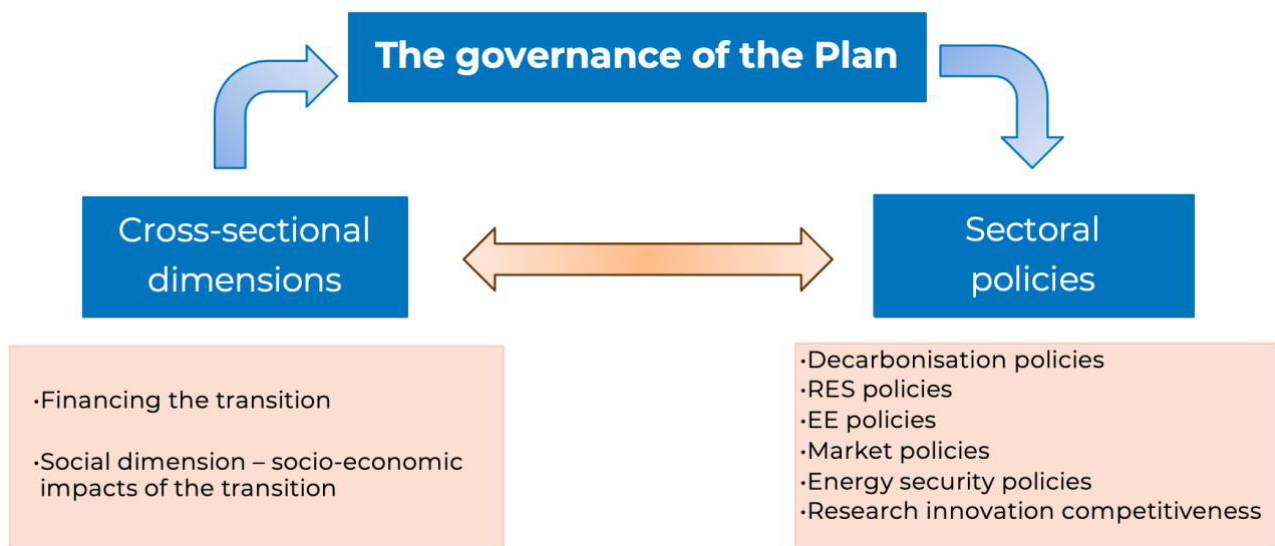 The governance of the Plan
Cross-sectional
dimensions
Sectoral
policies
·Financing the transition
·Social dimension – socio-economic
impacts of the transition
·Decarbonisation policies
·RES policies
·EE policies
·Market policies
·Energy security policies
·Research innovation competitiveness